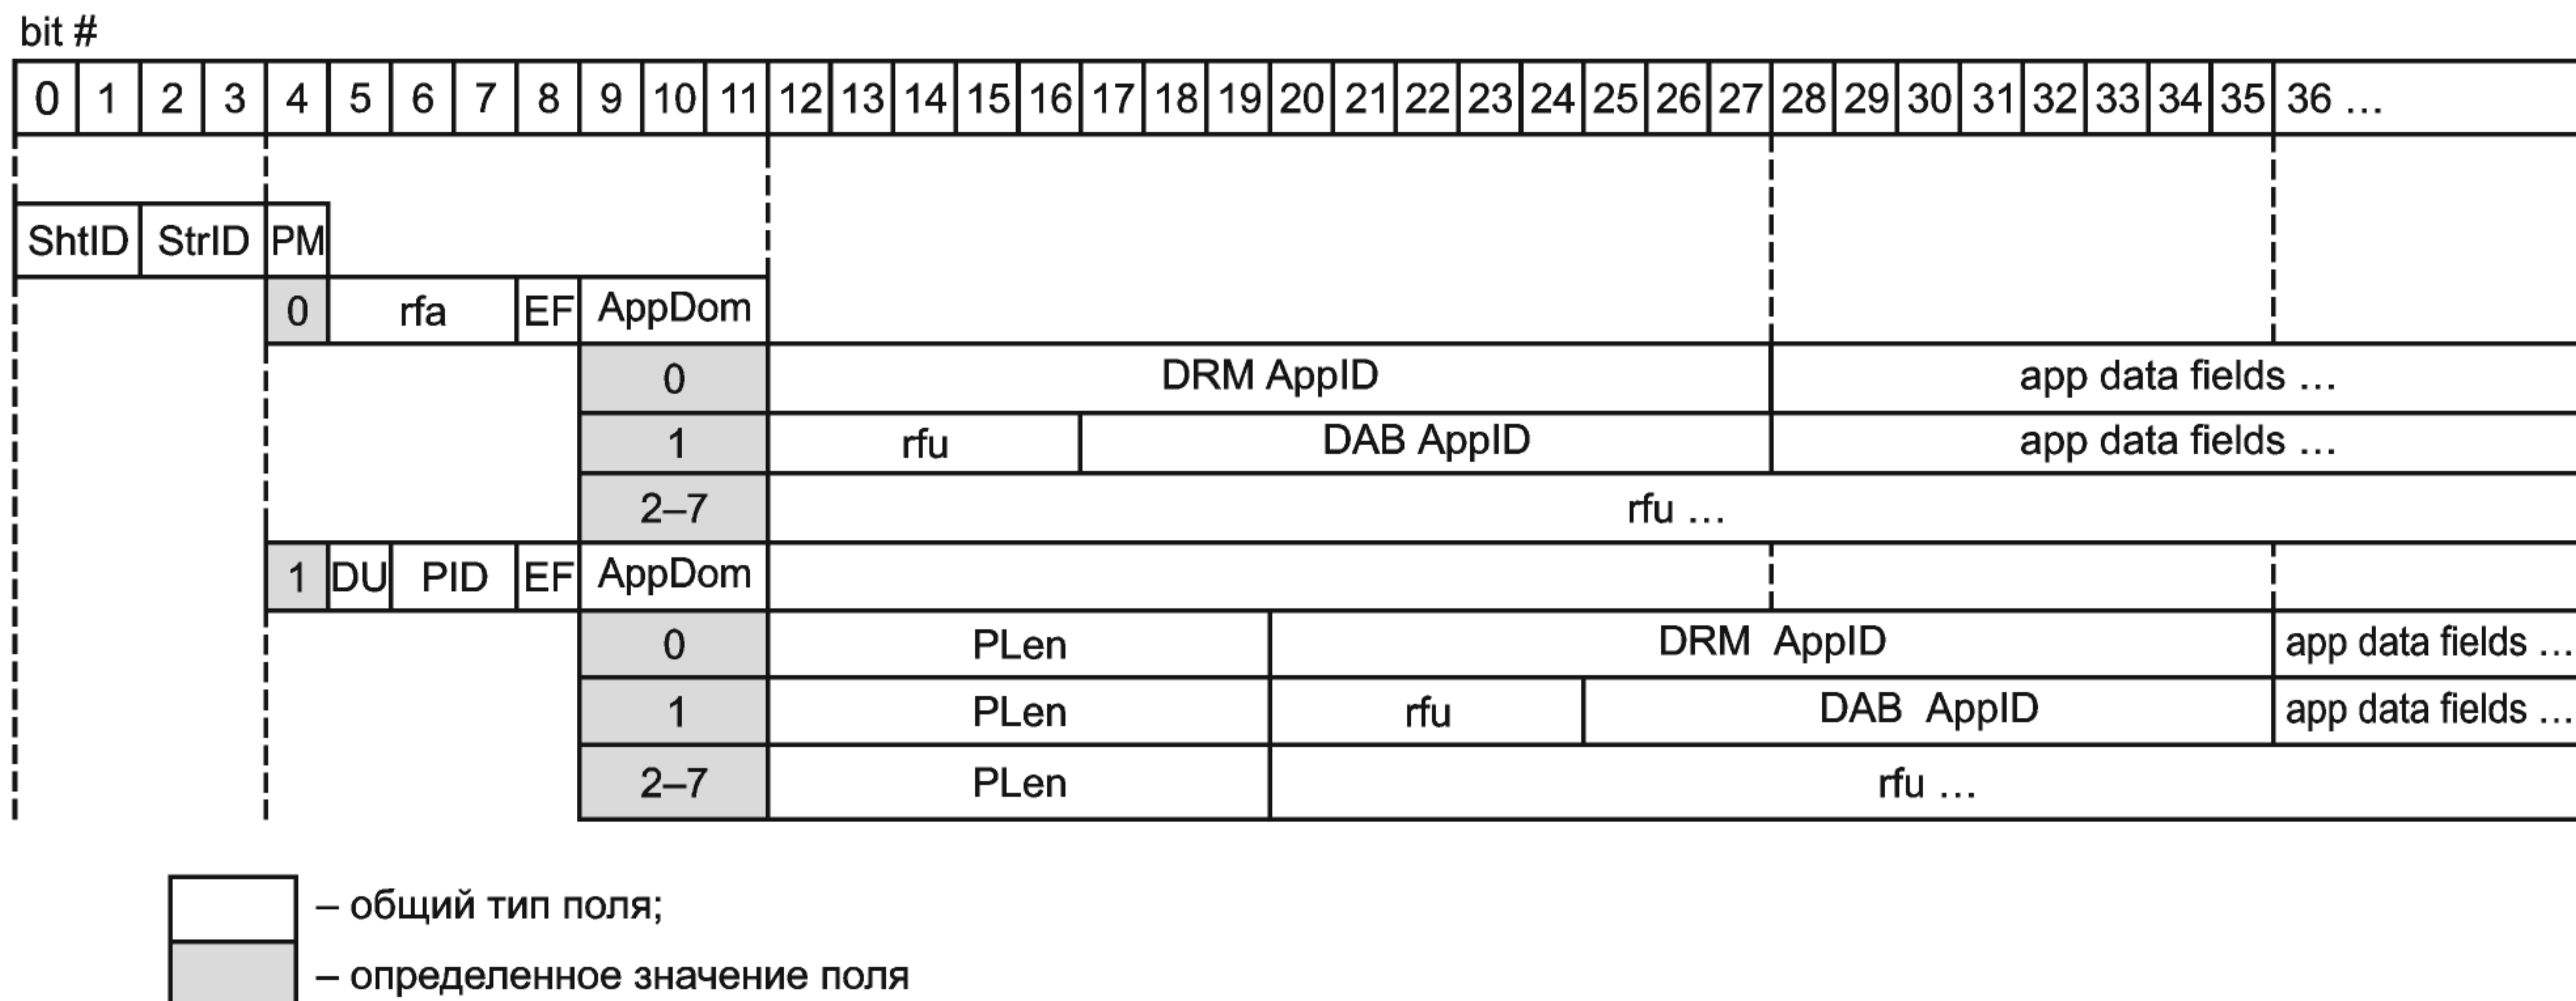 bit #
0 1 2 3 4 5 6 7 8 9 10 11 12 13 14 15 16 17 18 19 20 21 22 23 24 25 26 27 28 29 30 31 32 33 34 35 36 ...
ShtID StrID PM
0 rfa EF AppDom
0 DRM AppID app data fields ...
1 rfu DAB AppID app data fields ...
2–7 rfu ...
1 DU PID EF AppDom
0 PLen DRM AppID app data fields ...
1 PLen rfu DAB AppID app data fields ...
2–7 PLen rfu ...
– общий тип поля;
– определенное значение поля